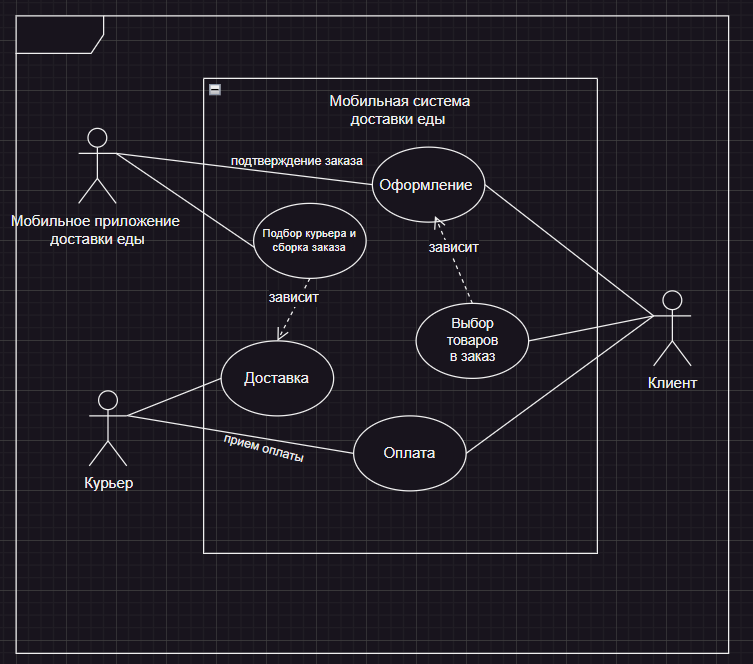 Мобильная система
доставки еды
подтверждение заказа
Оформление
Мобильное приложение
доставки еды
Подбор курьера и
сборка заказа
зависит
зависит
Выбор
товаров
в заказ
Клиент
Доставка
Курьер
прием оплаты
Оплата